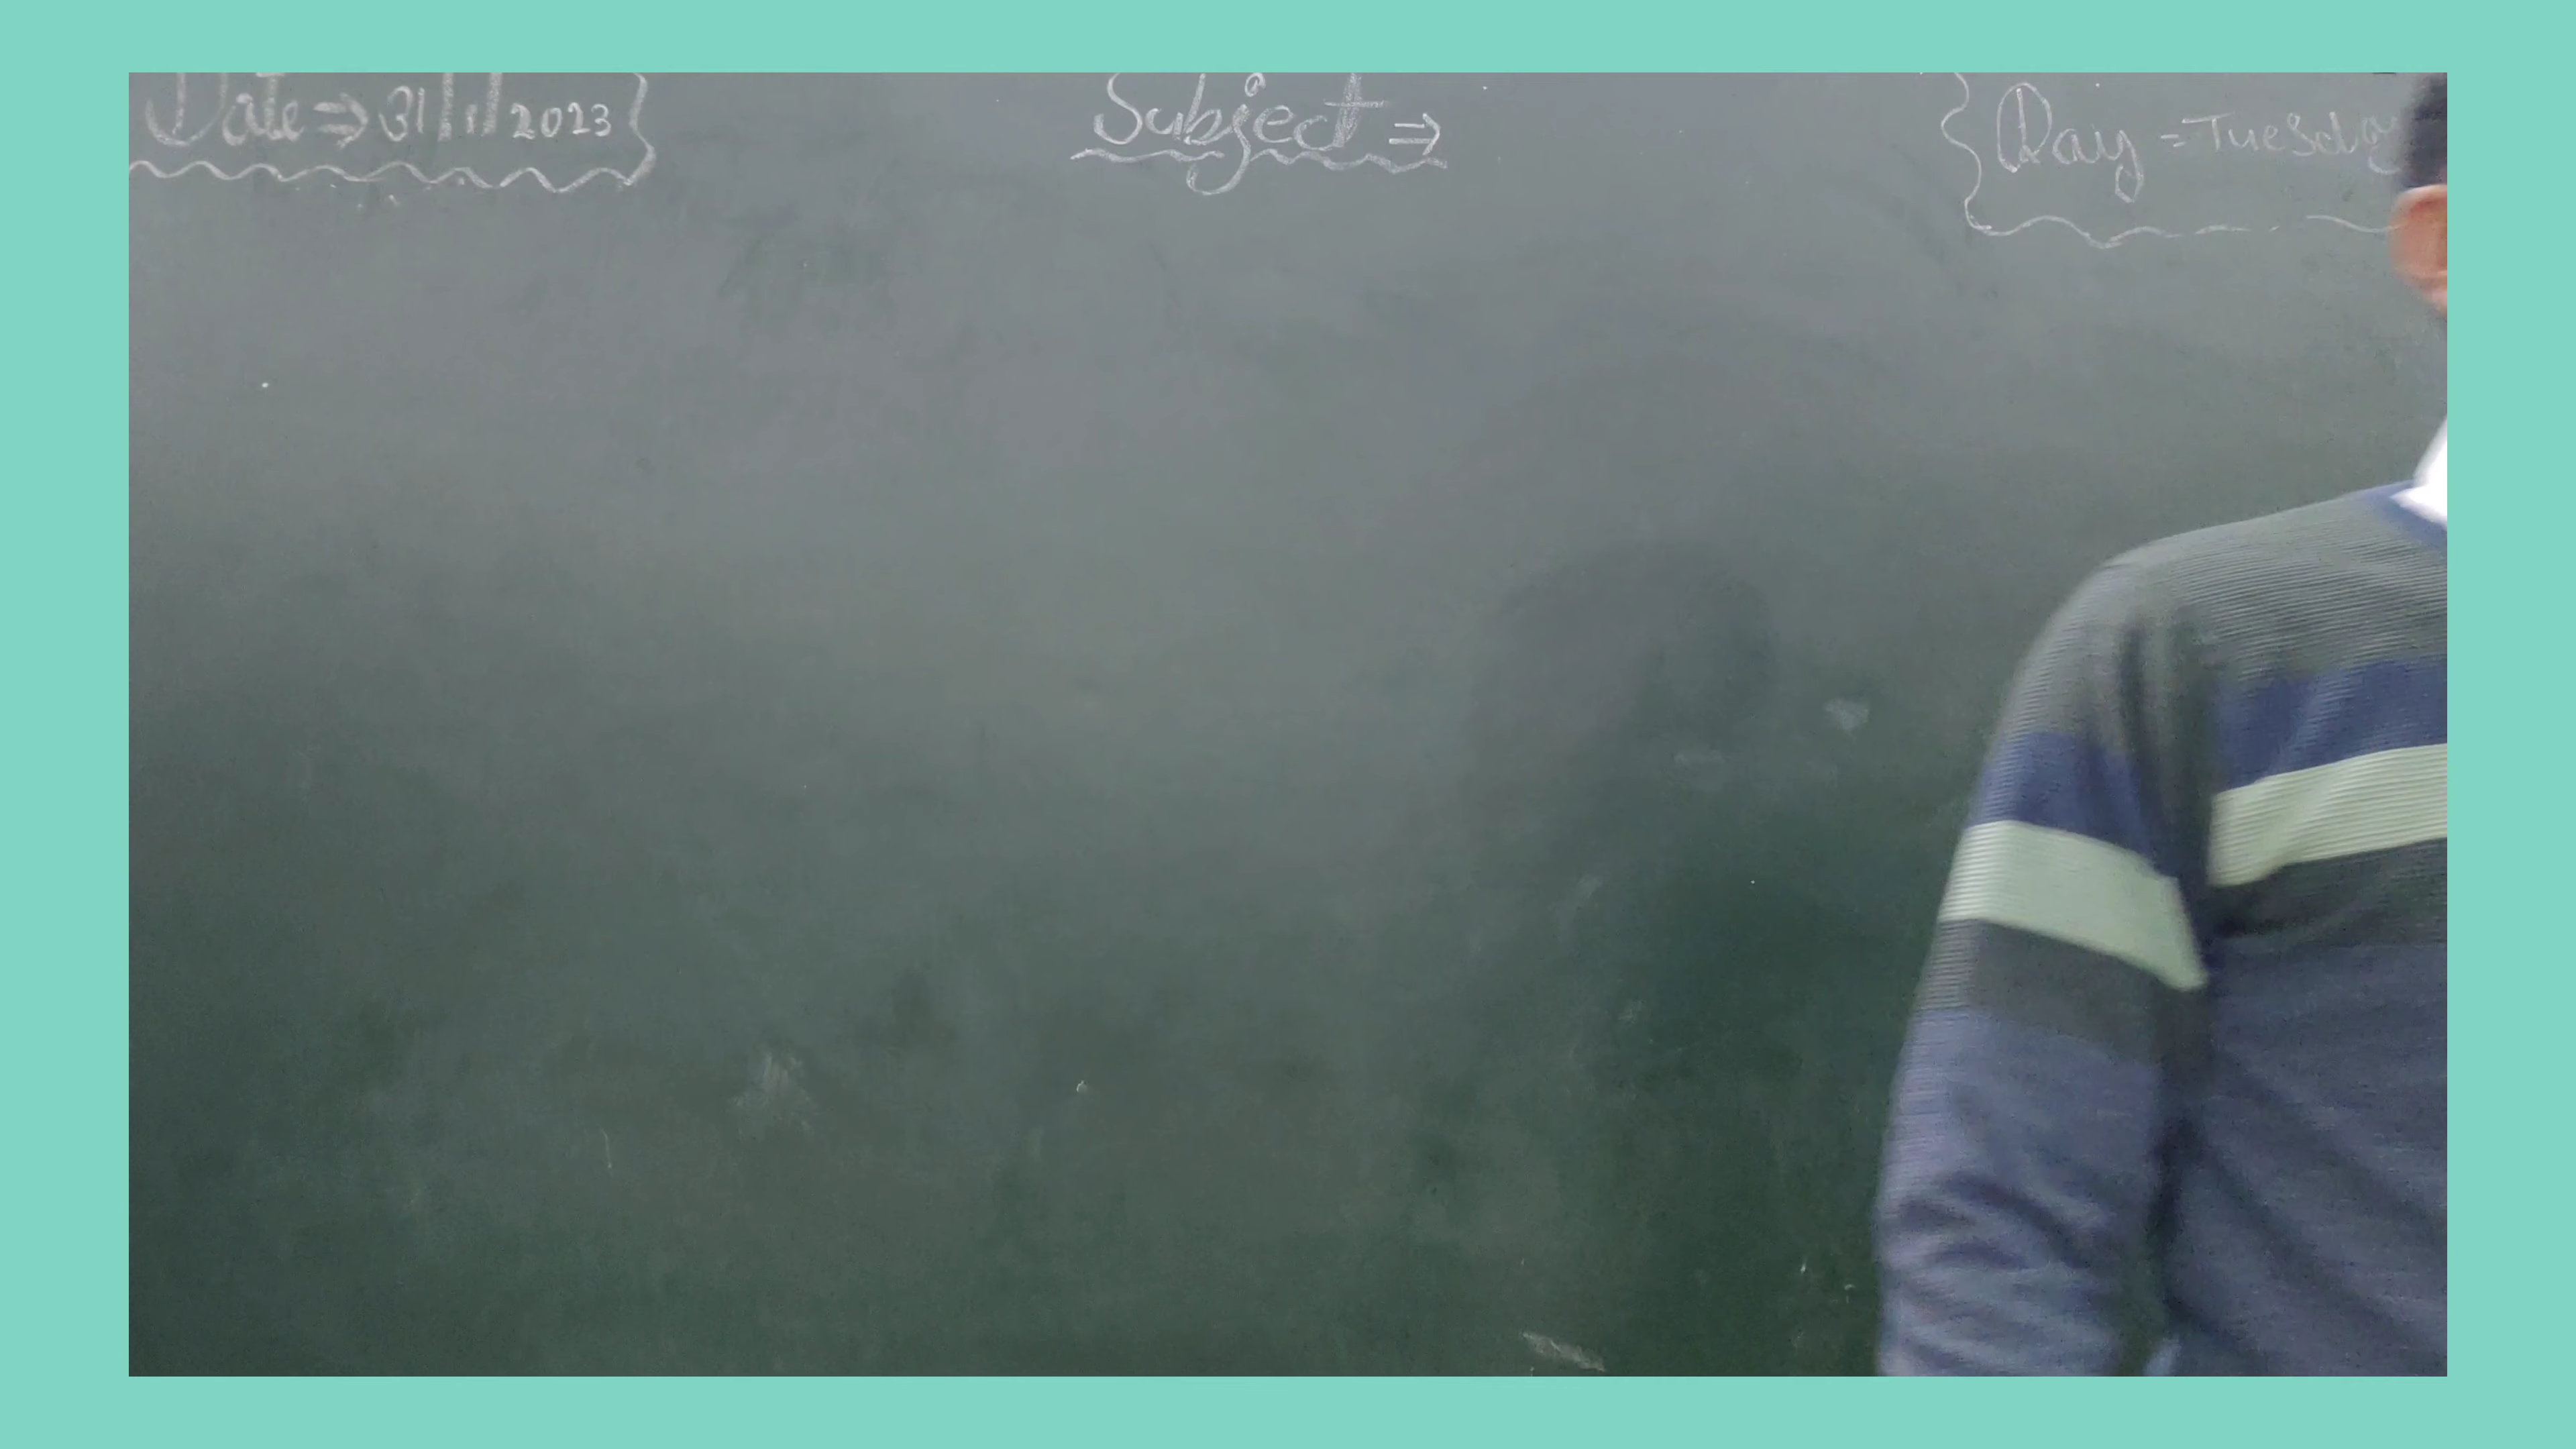 Date ⇒ 31/1/2023
Subject ⇒
Day = Tuesday